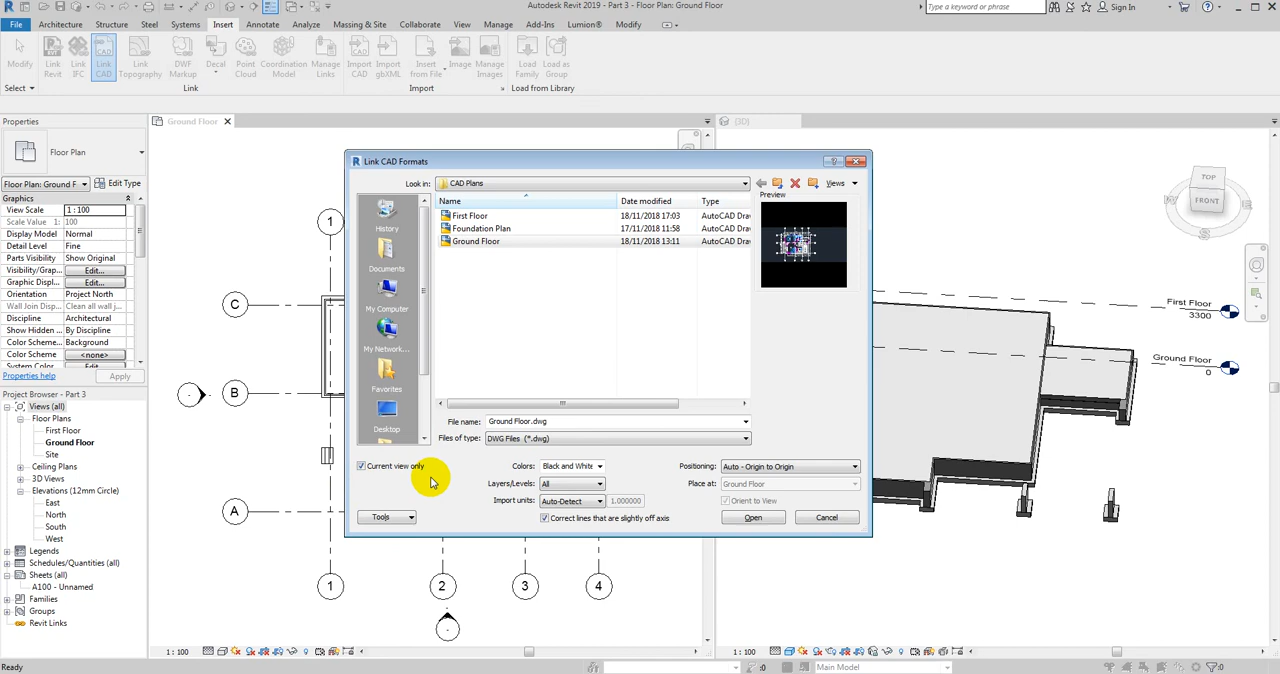 Autodesk Revit 2019 - Part 3 - Floor Plan: Ground Floor
Type a keyword or phrase
Sign In
File Architecture Structure Steel Systems Insert Annotate Analyze Massing & Site Collaborate View Manage Add-Ins Lumion® Modify
Modify
Link Revit
Link IFC
Link CAD
Link Topography
DWF Markup
Decal
Point Cloud
Coordination Model
Manage Links
Import CAD
Import gbXML
Insert from File
Image
Manage Images
Load Family
Load as Group
Select Link Import Load from Library
Properties
Floor Plan
Floor Plan: Ground F
Edit Type
Graphics
View Scale 1 : 100
Scale Value 1: 100
Display Model Normal
Detail Level Fine
Parts Visibility Show Original
Visibility/Grap... Edit...
Graphic Displ... Edit...
Orientation Project North
Wall Join Disp... Clean all wall j...
Discipline Architectural
Show Hidden ... By Discipline
Color Scheme ... Background
Color Scheme <none>
System Color ... Edit...
Properties help
Apply
Project Browser - Part 3
Views (all)
Floor Plans
First Floor
Ground Floor
Site
Ceiling Plans
3D Views
Elevations (12mm Circle)
East
North
South
West
Legends
Schedules/Quantities (all)
Sheets (all)
A100 - Unnamed
Families
Groups
Revit Links
Ground Floor
1
C
B
A
1 2 3 4
1 : 100
Link CAD Formats
Look in: CAD Plans
Views
Name Date modified Type
First Floor 18/11/2018 17:03 AutoCAD Dra
Foundation Plan 17/11/2018 11:58 AutoCAD Dra
Ground Floor 18/11/2018 13:11 AutoCAD Dra
Preview
History
Documents
My Computer
My Network...
Favorites
Desktop
File name: Ground Floor.dwg
Files of type: DWG Files (*.dwg)
Current view only
Colors: Black and White
Layers/Levels: All
Import units: Auto-Detect 1.000000
Correct lines that are slightly off axis
Positioning: Auto - Origin to Origin
Place at: Ground Floor
Orient to View
Tools
Open
Cancel
{3D}
TOP
FRONT
First Floor
3300
Ground Floor
0
1 : 100
Ready
:0
Main Model
:0